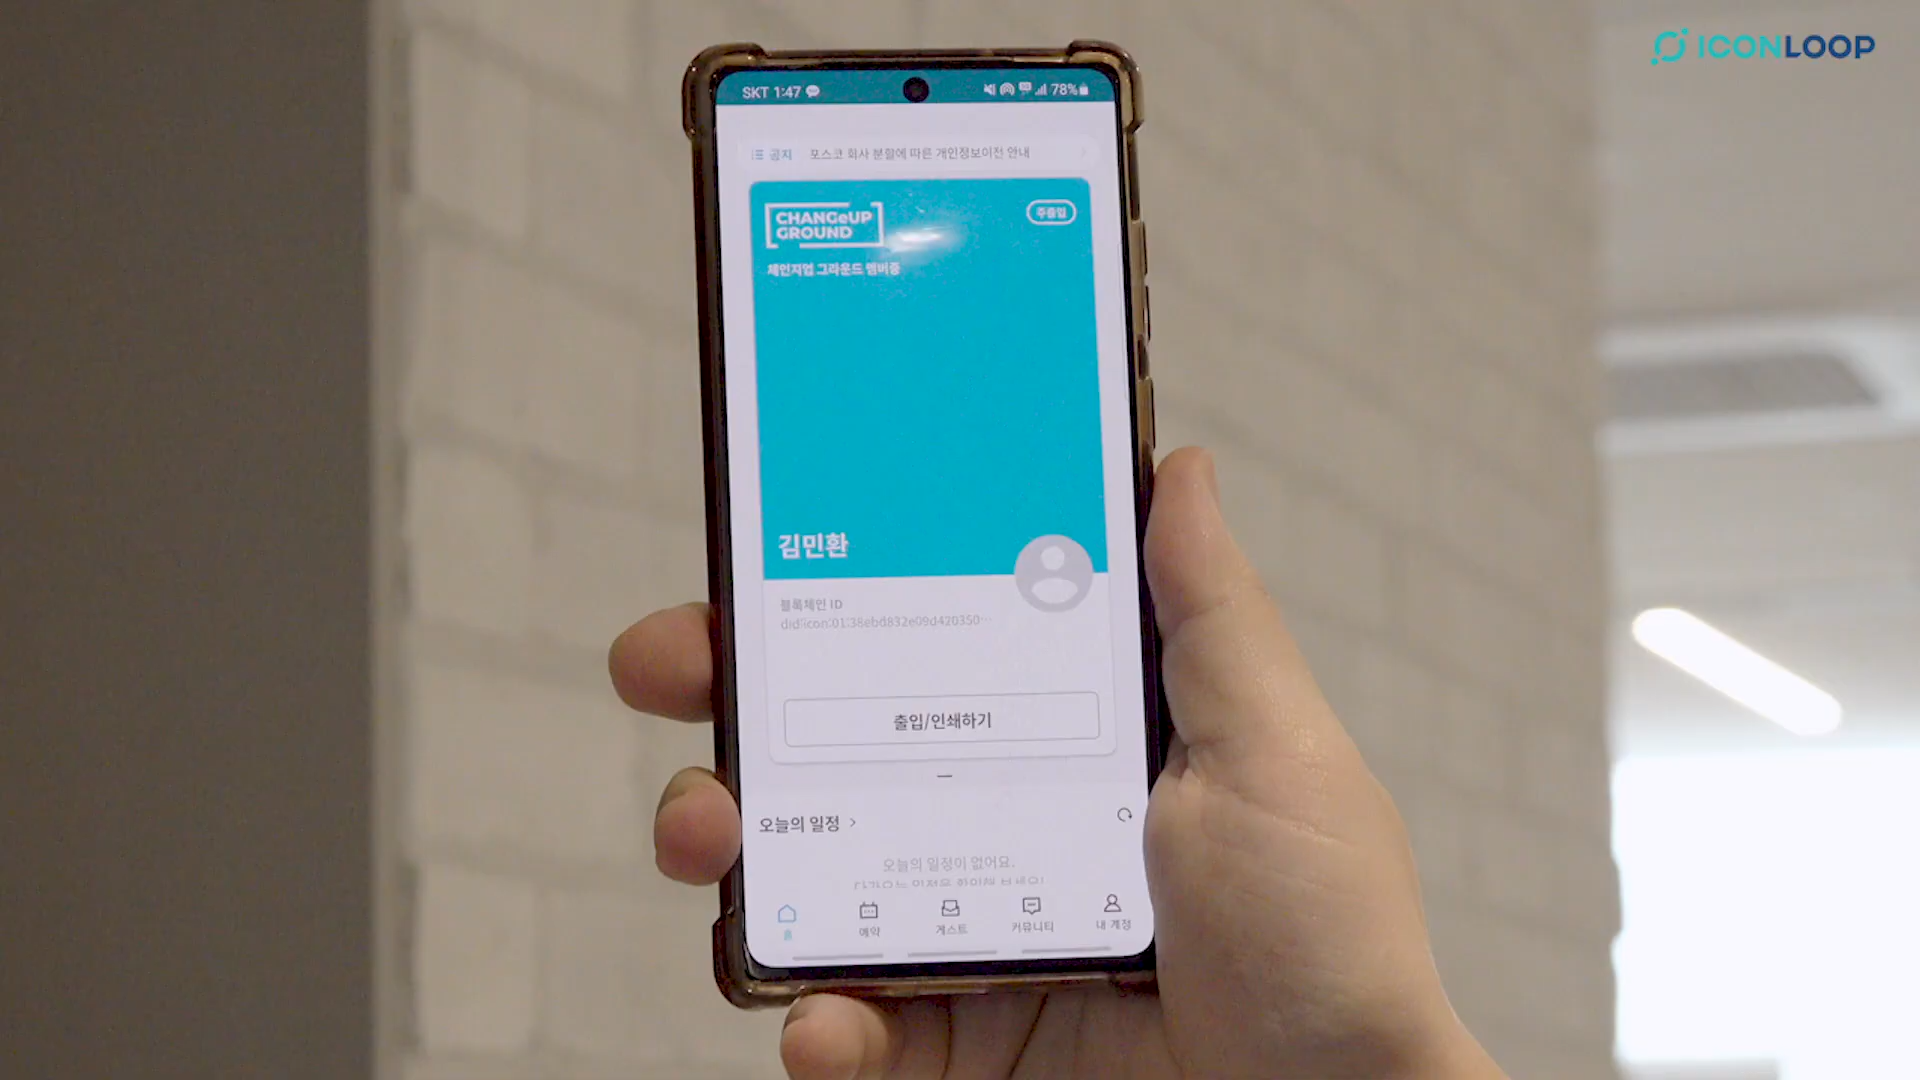 ICONLOOP
SKT 1:47
78%
공지 포스코 회사 분할에 따른 개인정보이전 안내
CHANGeUP
GROUND
주출입
체인지업 그라운드 멤버증
김민환
블록체인 ID
did:icon:01:38ebd832e09d420350…
출입/인쇄하기
오늘의 일정 >
오늘의 일정이 없어요.
홈 예약 게스트 커뮤니티 내 계정